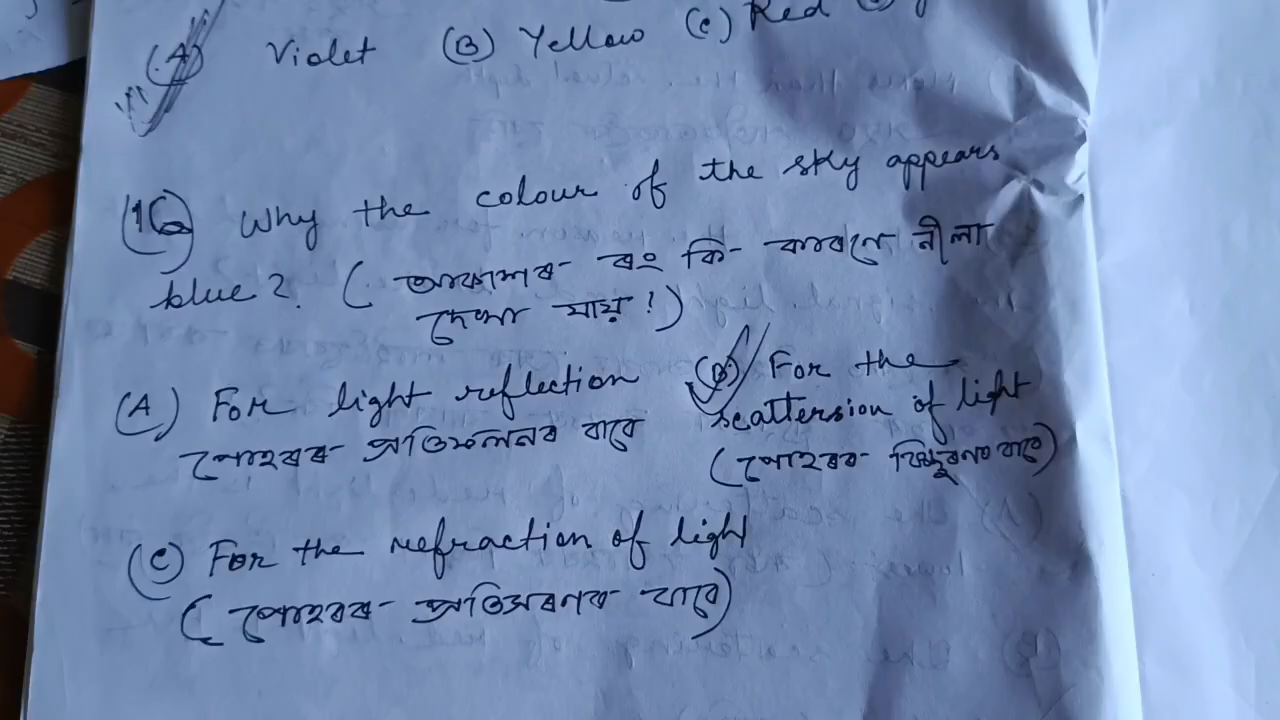 (A) Violet (B) Yellow (C) Red
(16) Why the colour of the sky appears
blue?. (আকাশৰ- ৰং কি- কাৰণে নীলা
দেখা যায়?)
(A) For light reflection
পোহৰৰ- প্ৰতিফলনৰ বাবে
(B) For the
scattersion of light
(পোহৰৰ- বিচ্ছুৰণৰ বাবে)
(C) For the refraction of light
(পোহৰৰ- প্ৰতিসৰণৰ- বাবে)